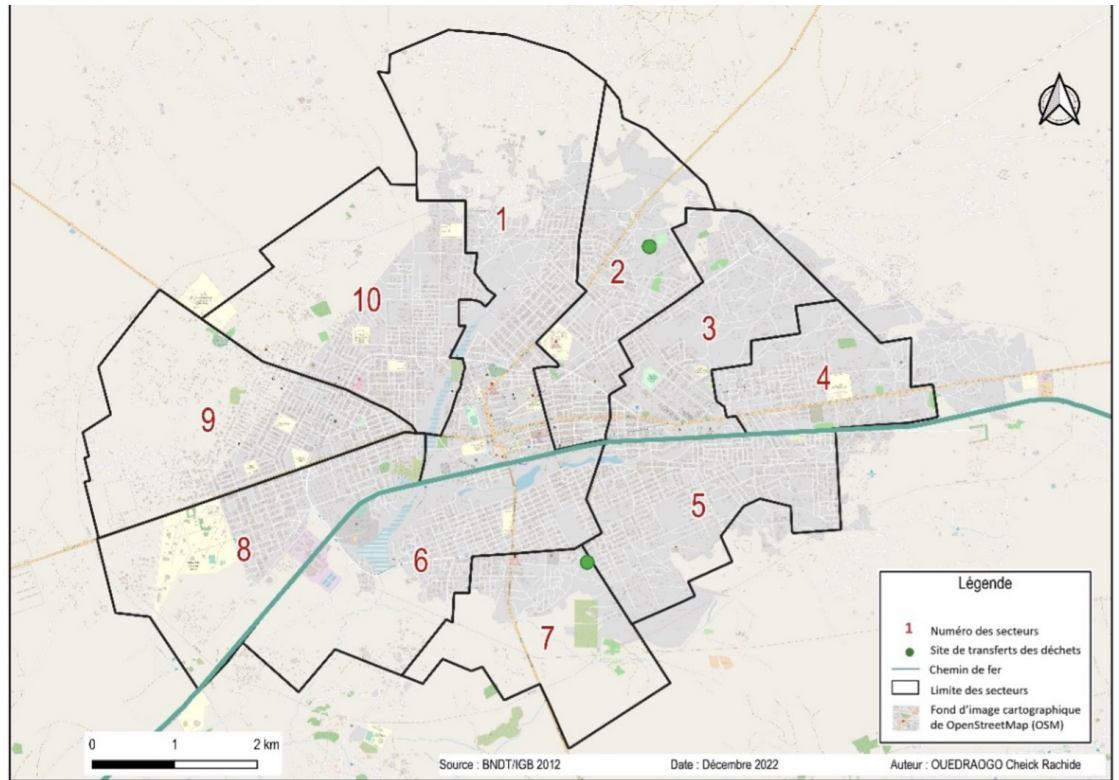 1
2
10
3
4
9
5
8
6
7
Légende
1 Numéro des secteurs
Site de transferts des déchets
Chemin de fer
Limite des secteurs
Fond d'image cartographique
de OpenStreetMap (OSM)
0 1 2 km
Source : BNDT/IGB 2012 Date : Décembre 2022 Auteur : OUEDRAOGO Cheick Rachide